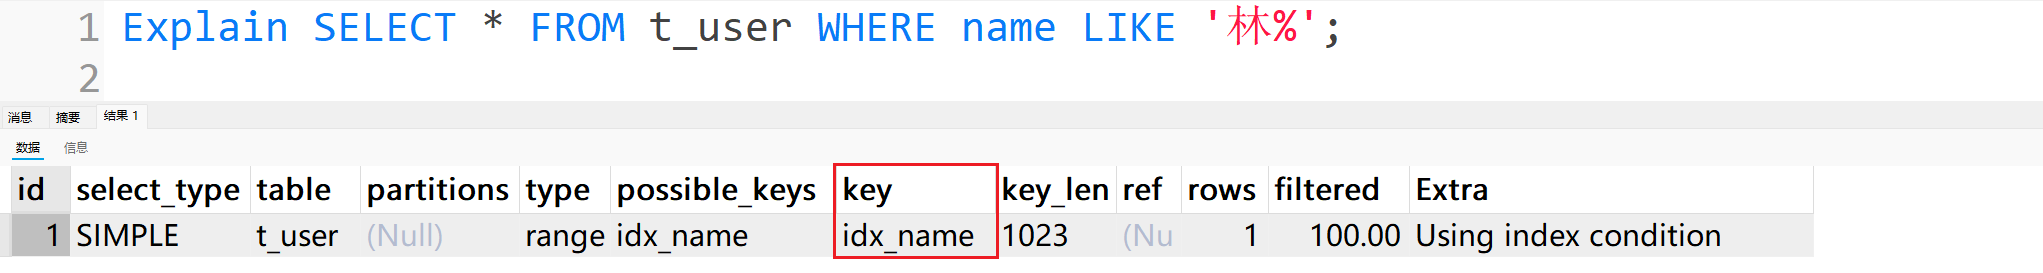 1 Explain SELECT * FROM t_user WHERE name LIKE '林%';
2
消息 摘要 结果 1
数据 信息
id select_type table partitions type possible_keys key key_len ref rows filtered Extra
1 SIMPLE t_user (Null) range idx_name idx_name 1023 (Nu 1 100.00 Using index condition